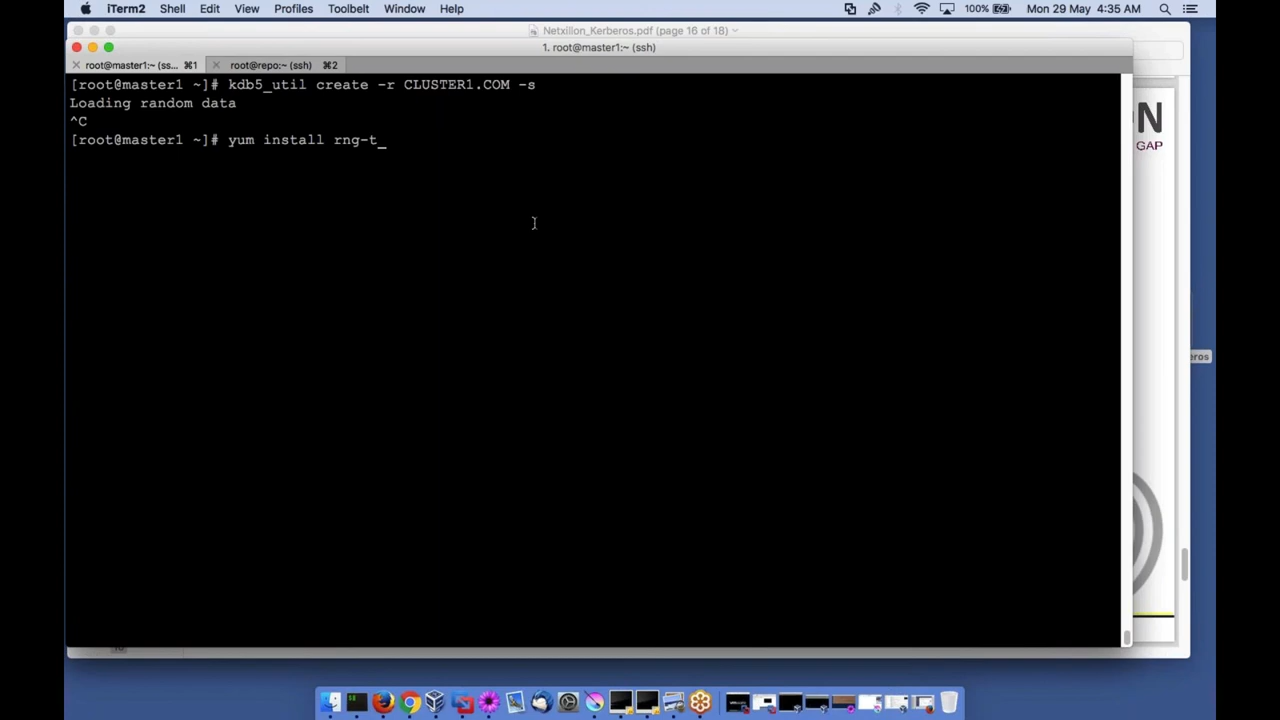 iTerm2 Shell Edit View Profiles Toolbelt Window Help 100% Mon 29 May 4:35 AM
Netxillon_Kerberos.pdf (page 16 of 18)
1. root@master1:~ (ssh)
root@master1:~ (ss... ⌘1 root@repo:~ (ssh) ⌘2
[root@master1 ~]# kdb5_util create -r CLUSTER1.COM -s
Loading random data
^C
[root@master1 ~]# yum install rng-t_
ON
GAP
eros